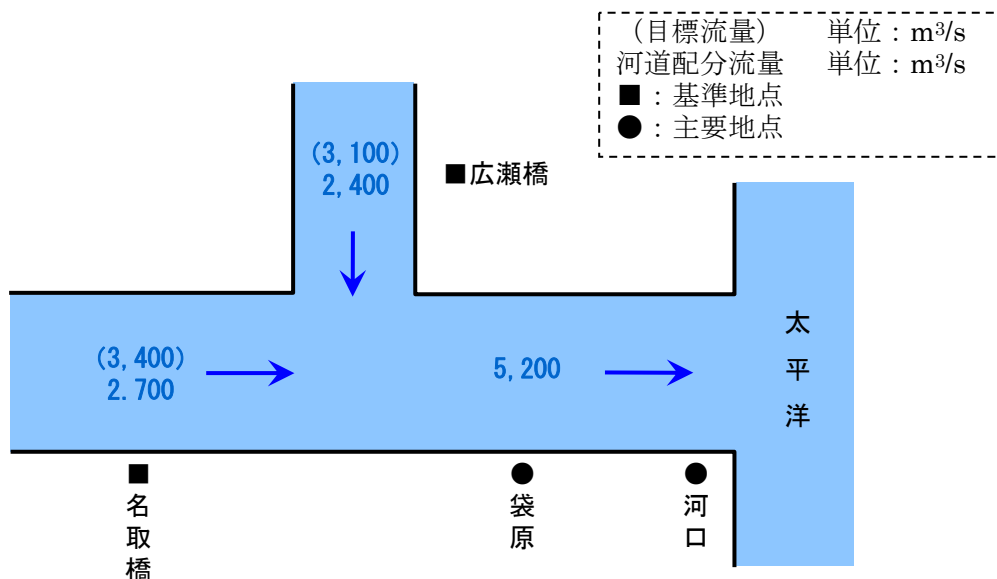 （目標流量） 単位：m³/s
河道配分流量 単位：m³/s
■：基準地点
●：主要地点
(3,100)
2,400
■広瀬橋
(3,400)
2.700
5,200
太平洋
■
名取橋
●
袋原
●
河口